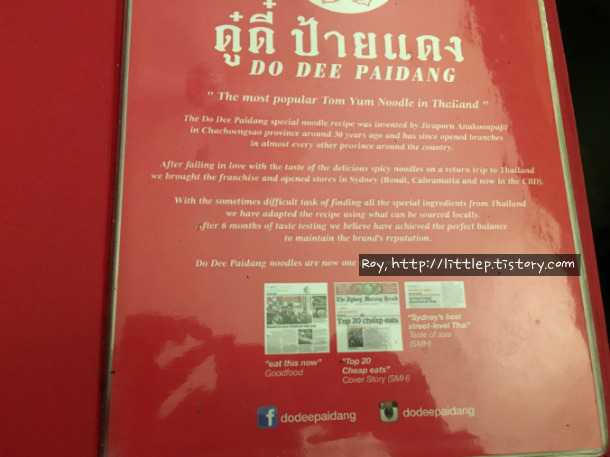 ดู๋ดี๋ ป้ายแดง
DO DEE PAIDANG
" The most popular Tom Yum Noodle in Thailand "
The Do Dee Paidang special noodle recipe was invented by Jiraporn Anukoonpajit
in Chachoengsao province around 30 years ago and has since opened branches
in almost every other province around the country.
After falling in love with the taste of the delicious spicy noodles on a return trip to Thailand
we brought the franchise and opened stores in Sydney (Bondi, Cabramatta and now in the CBD).
With the sometimes difficult task of finding all the special ingredients from Thailand
we have adapted the recipe using what can be sourced locally.
After 6 months of taste testing we believe have achieved the perfect balance
to maintain the brand's reputation.
Do Dee Paidang noodles are now one
Roy, http://littlep.tistory.com
The Sydney Morning Herald
Top 20 cheap eats
"eat this now"
Goodfood
"Top 20
Cheap eats"
Cover Story (SMH)
"Sydney's best
street-level Thai"
Taste of asia
(SMH)
dodeepaidang
dodeepaidang